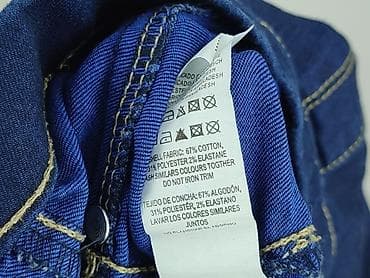 BANGLADESH
SHELL FABRIC: 67% COTTON,
31% POLYESTER 2% ELASTANE
WASH SIMILARS COLOURS TOGTHER
DO NOT IRON TRIM
TEJIDO DE CONCHA: 67% ALGODÓN,
31% POLIÉSTER, 2% ELASTANO
LAVAR LOS COLORES SIMILARES
JUNTOS